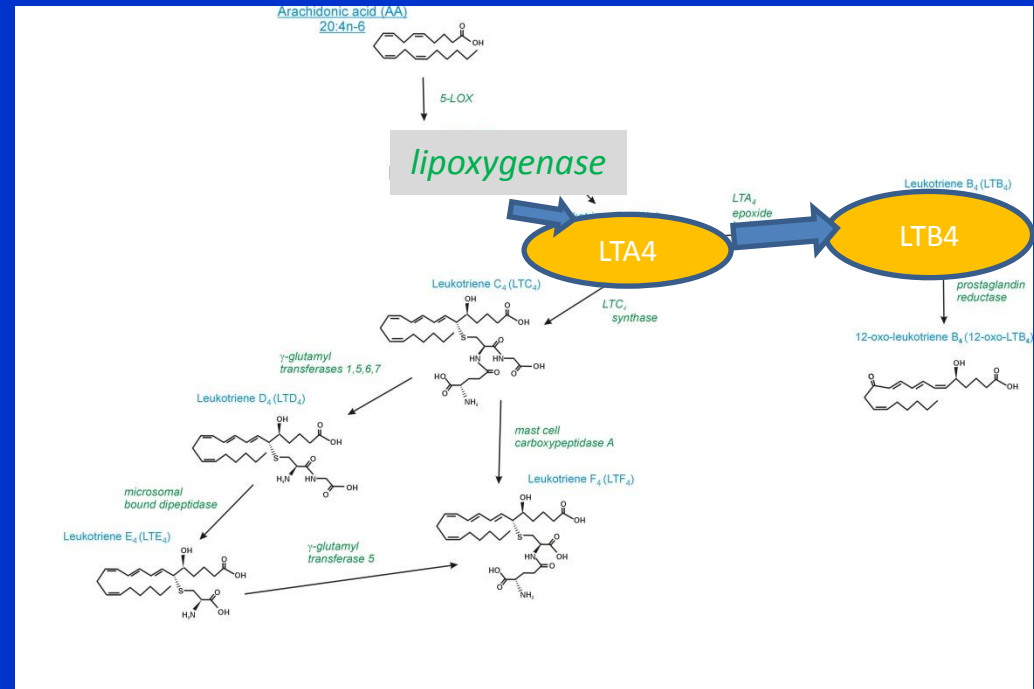 Arachidonic acid (AA)
20:4n-6
O
OH
5-LOX
lipoxygenase
LTA4
epoxide
Leukotriene B4 (LTB4)
LTA4
LTB4
Leukotriene C4 (LTC4)
OH
O
OH
S
O
HN
HN
O
OH
O
HO
O
NH2
LTC4
synthase
prostaglandin
reductase
12-oxo-leukotriene B4 (12-oxo-LTB4)
O
OH
O
OH
γ-glutamyl
transferases 1,5,6,7
Leukotriene D4 (LTD4)
OH
O
OH
S
O
H2N
HN
O
OH
mast cell
carboxypeptidase A
Leukotriene F4 (LTF4)
OH
O
OH
S
O
OH
HN
O
HO
O
NH2
microsomal
bound dipeptidase
Leukotriene E4 (LTE4)
OH
O
OH
S
O
OH
H2N
γ-glutamyl
transferase 5